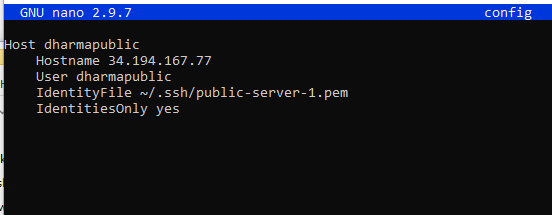 GNU nano 2.9.7 config
Host dharmapublic
Hostname 34.194.167.77
User dharmapublic
IdentityFile ~/.ssh/public-server-1.pem
IdentitiesOnly yes